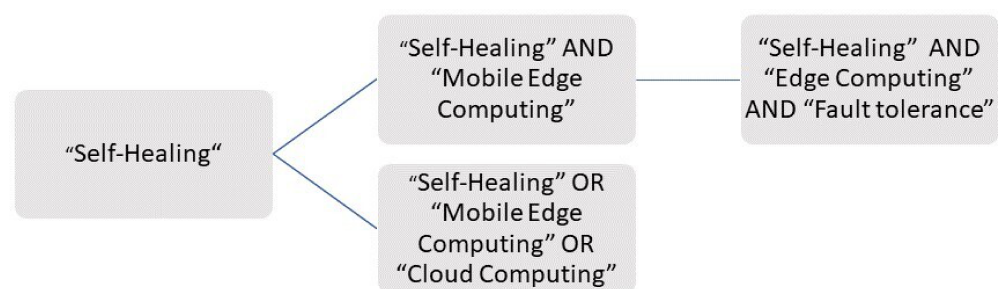 “Self-Healing“
“Self-Healing” AND
“Mobile Edge
Computing”
“Self-Healing”  AND
“Edge Computing”
AND “Fault tolerance”
“Self-Healing” OR
“Mobile Edge
Computing” OR
“Cloud Computing”